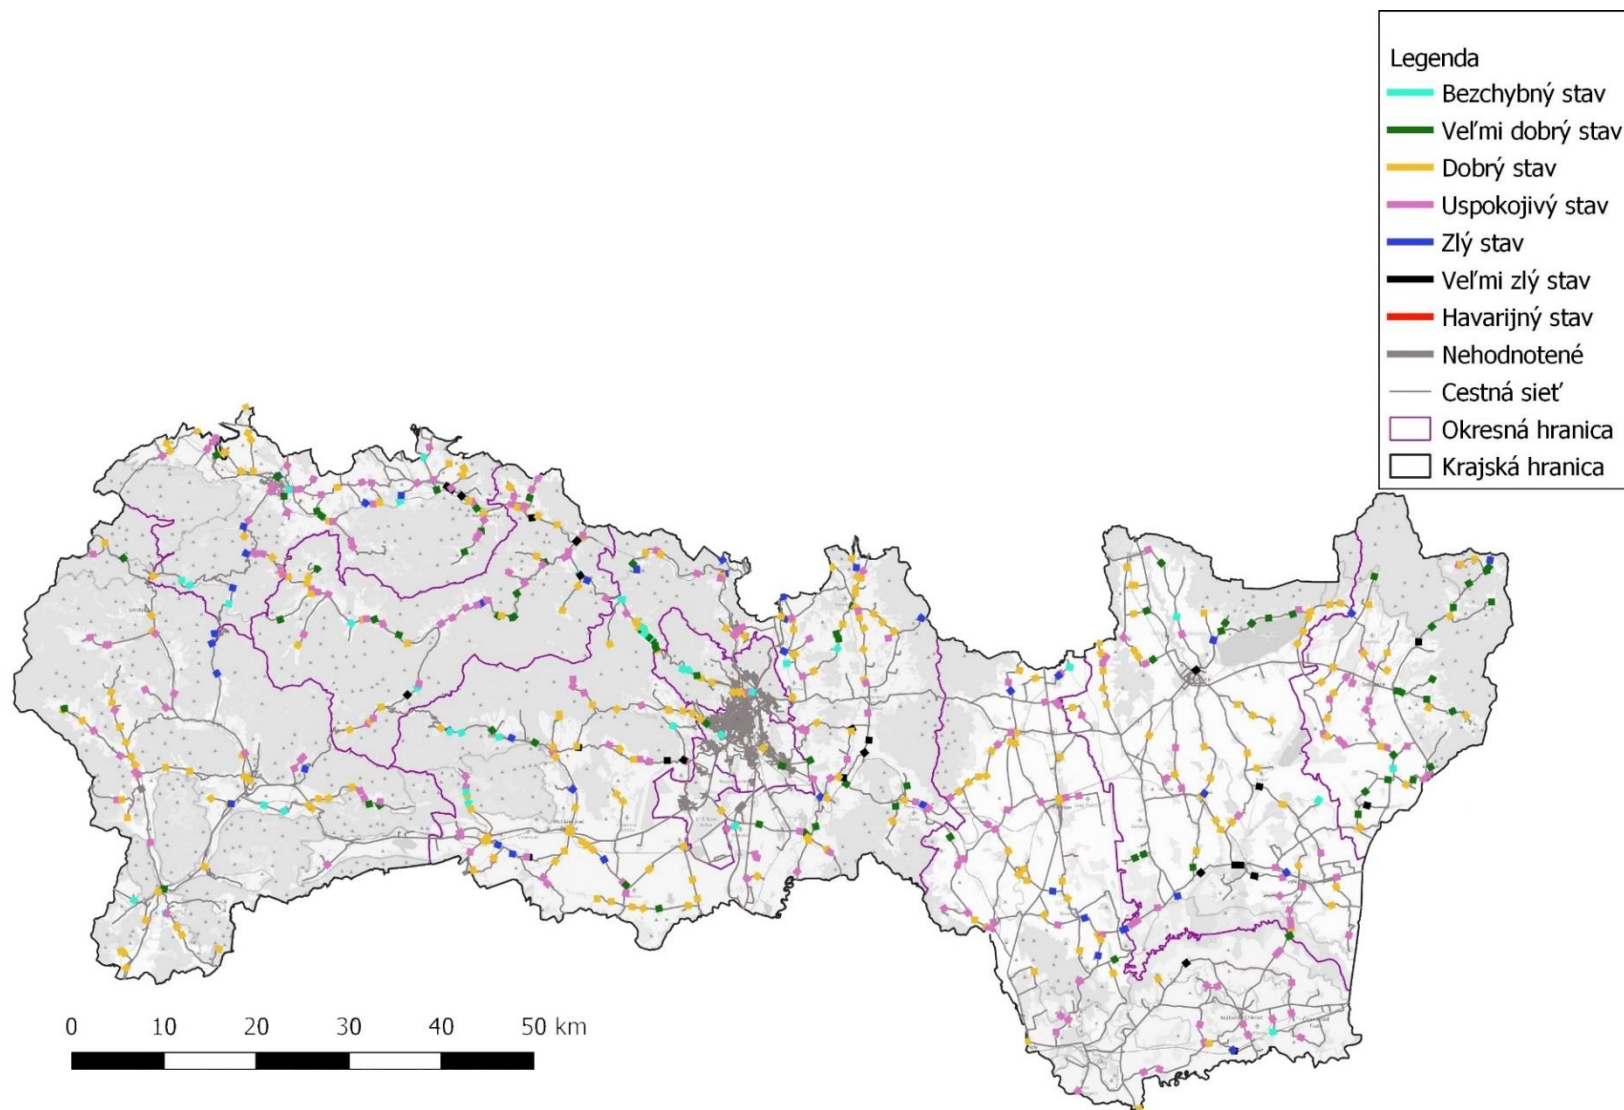 Legenda
Bezchybný stav
Veľmi dobrý stav
Dobrý stav
Uspokojivý stav
Zlý stav
Veľmi zlý stav
Havarijný stav
Nehodnotené
Cestná sieť
Okresná hranica
Krajská hranica
0 10 20 30 40 50 km